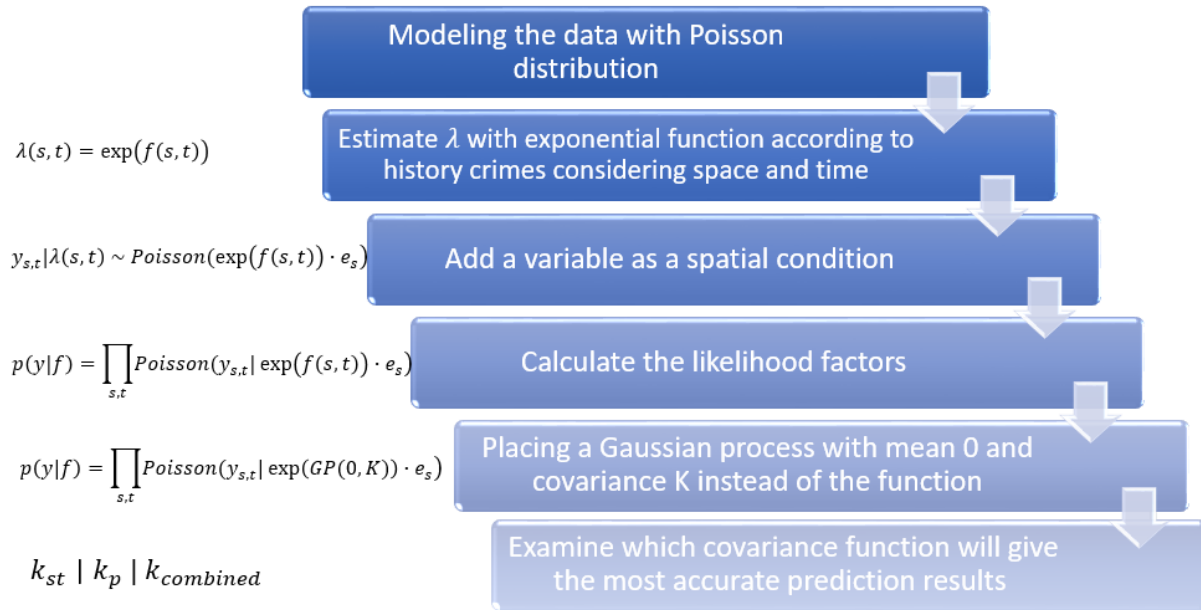 Modeling the data with Poisson
distribution
λ(s, t) = exp(f(s, t))
Estimate λ with exponential function according to
history crimes considering space and time
y_{s,t}|λ(s, t) ~ Poisson(exp(f(s, t)) · e_s)
Add a variable as a spatial condition
p(y|f) = ∏_{s,t} Poisson(y_{s,t}| exp(f(s, t)) · e_s)
Calculate the likelihood factors
p(y|f) = ∏_{s,t} Poisson(y_{s,t}| exp(GP(0, K)) · e_s)
Placing a Gaussian process with mean 0 and
covariance K instead of the function
k_{st} | k_p | k_{combined}
Examine which covariance function will give
the most accurate prediction results